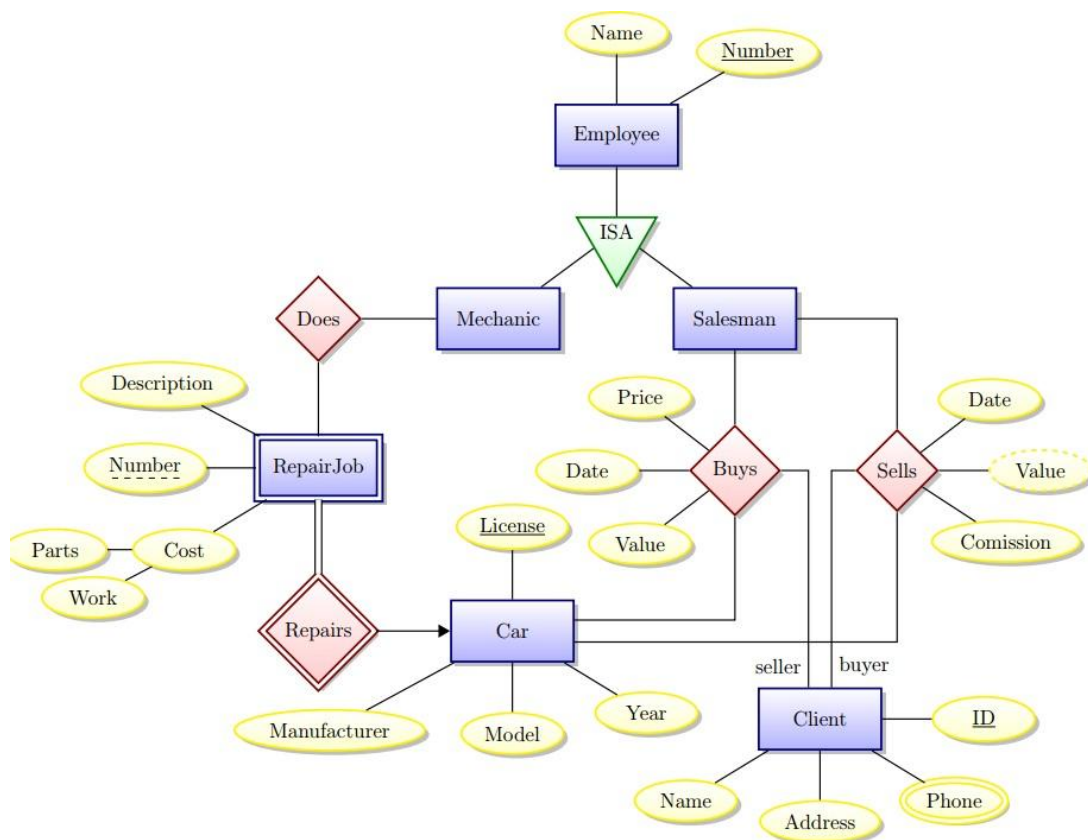 Name
Number
Employee
ISA
Does
Mechanic
Salesman
Description
Price
Date
Number
RepairJob
Date
Buys
Sells
Value
License
Parts
Cost
Value
Comission
Work
Repairs
Car
seller
buyer
Manufacturer
Model
Year
Client
ID
Name
Address
Phone